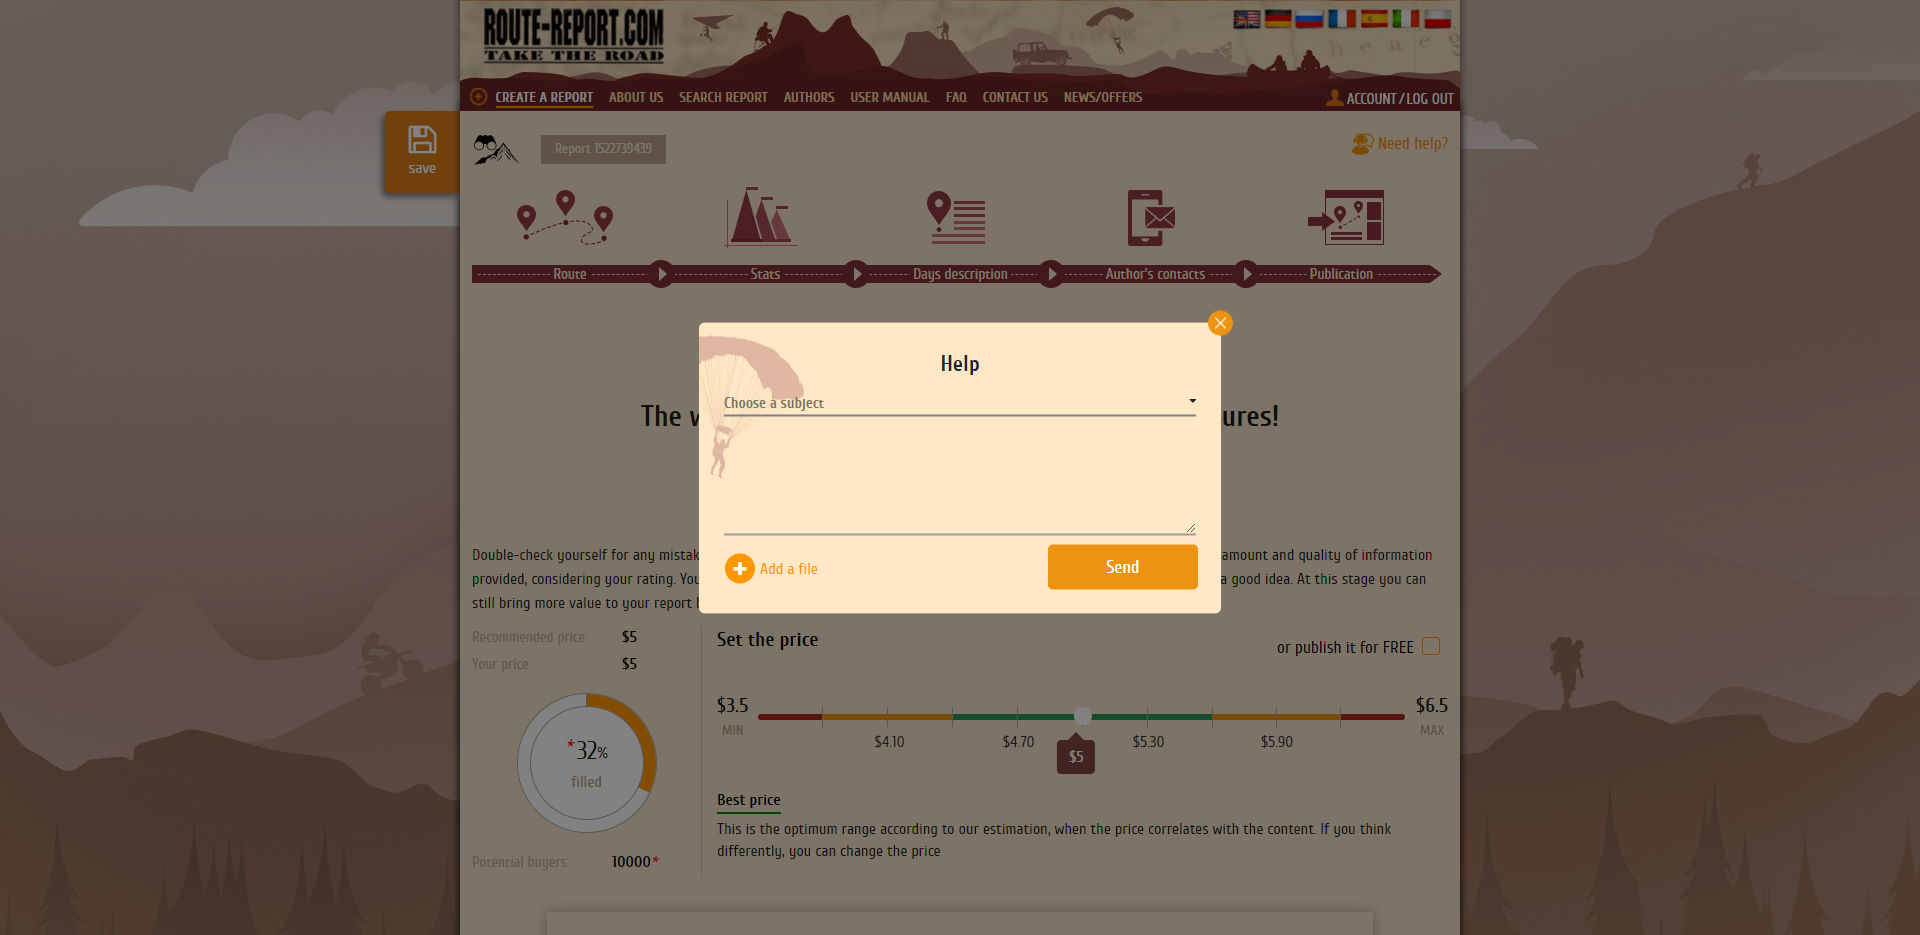 ROUTE-REPORT.COM
TAKE THE ROAD
CREATE A REPORT ABOUT US SEARCH REPORT AUTHORS USER MANUAL FAQ CONTACT US NEWS/OFFERS ACCOUNT/LOG OUT
save
Report 1522739439
Need help?
Route Stats Days description Author's contacts Publication
Help
Choose a subject
The
ures!
Double-check yourself for any
amount and quality of information
provided, considering your rating. You
a good idea. At this stage you can
still bring more value to your report
Add a file
Send
Recommended price: $5
Your price: $5
Set the price
or publish it for FREE
$3.5
MIN
$6.5
MAX
$4.10 $4.70 $5.30 $5.90
$5
*32%
filled
Best price
This is the optimum range according to our estimation, when the price correlates with the content. If you think
differently, you can change the price
Potential buyers: 10000*